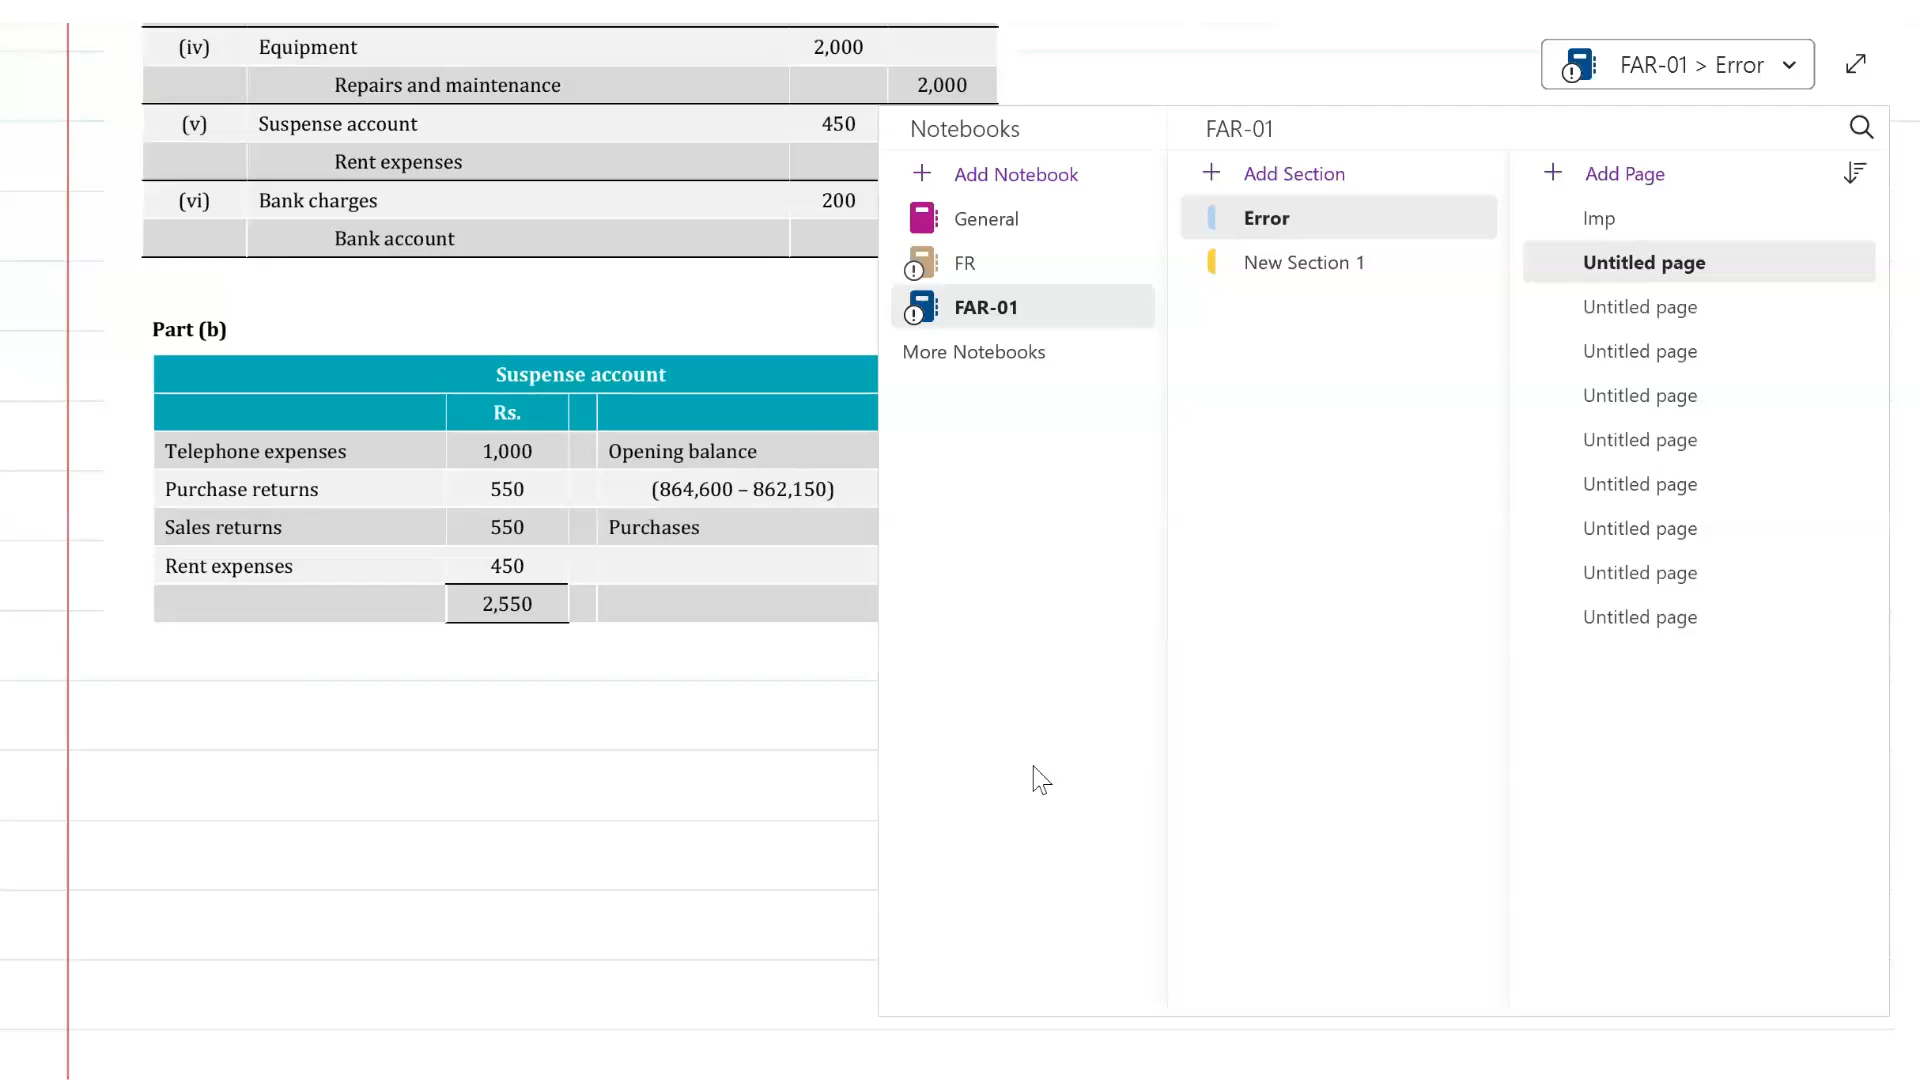 (iv) Equipment 2,000
Repairs and maintenance 2,000
(v) Suspense account 450
Rent expenses
(vi) Bank charges 200
Bank account
Part (b)
Suspense account
Rs.
Telephone expenses 1,000 Opening balance
Purchase returns 550 (864,600 – 862,150)
Sales returns 550 Purchases
Rent expenses 450
2,550
FAR-01 > Error
Notebooks
Add Notebook
General
FR
FAR-01
More Notebooks
FAR-01
Add Section
Error
New Section 1
Add Page
Imp
Untitled page
Untitled page
Untitled page
Untitled page
Untitled page
Untitled page
Untitled page
Untitled page
Untitled page